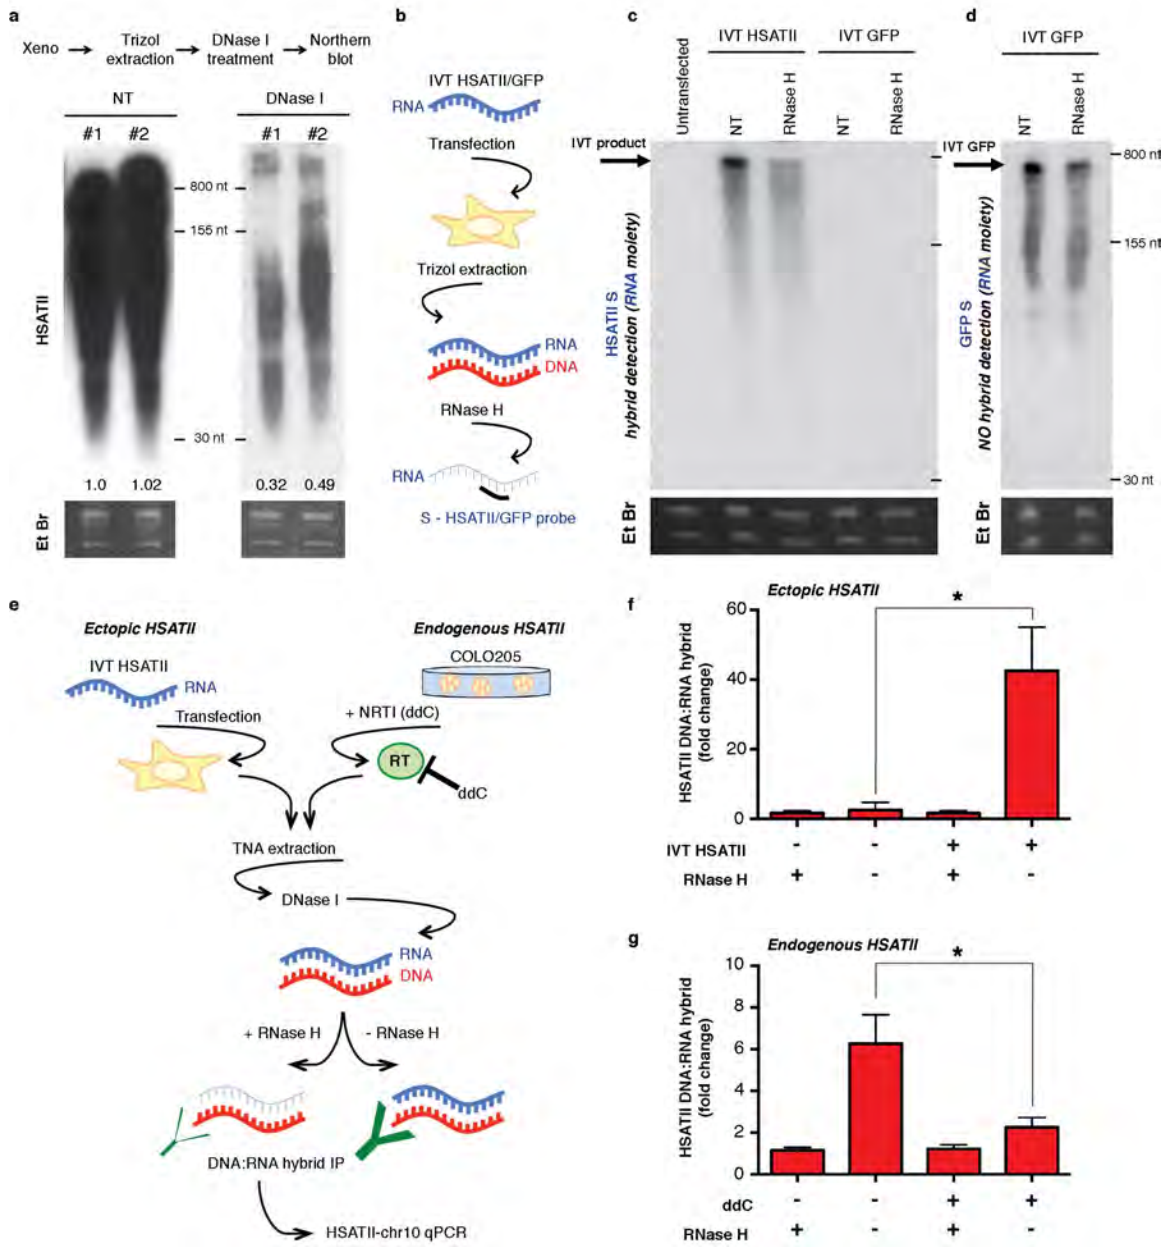 a
Xeno
Trizol
extraction
DNase I
treatment
Northern
blot
NT
DNase I
#1 #2
#1 #2
800 nt
155 nt
30 nt
HSATII
1.0 1.02
0.32 0.49
Et Br
b
IVT HSATII/GFP
RNA
Transfection
Trizol extraction
RNA
DNA
RNase H
RNA
S - HSATII/GFP probe
c
IVT HSATII
IVT GFP
Untransfected
NT
RNase H
NT
RNase H
IVT product
HSATII S
hybrid detection (RNA moiety)
Et Br
d
IVT GFP
NT
RNase H
IVT GFP
800 nt
155 nt
30 nt
GFP S
NO hybrid detection (RNA moiety)
Et Br
e
Ectopic HSATII
Endogenous HSATII
IVT HSATII
RNA
COLO205
Transfection
+ NRTI (ddC)
RT
ddC
TNA extraction
DNase I
RNA
DNA
+ RNase H
- RNase H
DNA:RNA hybrid IP
HSATII-chr10 qPCR
f
Ectopic HSATII
*
HSATII DNA:RNA hybrid
(fold change)
60
40
20
0
IVT HSATII - - + +
RNase H + - + -
g
Endogenous HSATII
*
HSATII DNA:RNA hybrid
(fold change)
10
8
6
4
2
0
ddC - - + +
RNase H + - + -